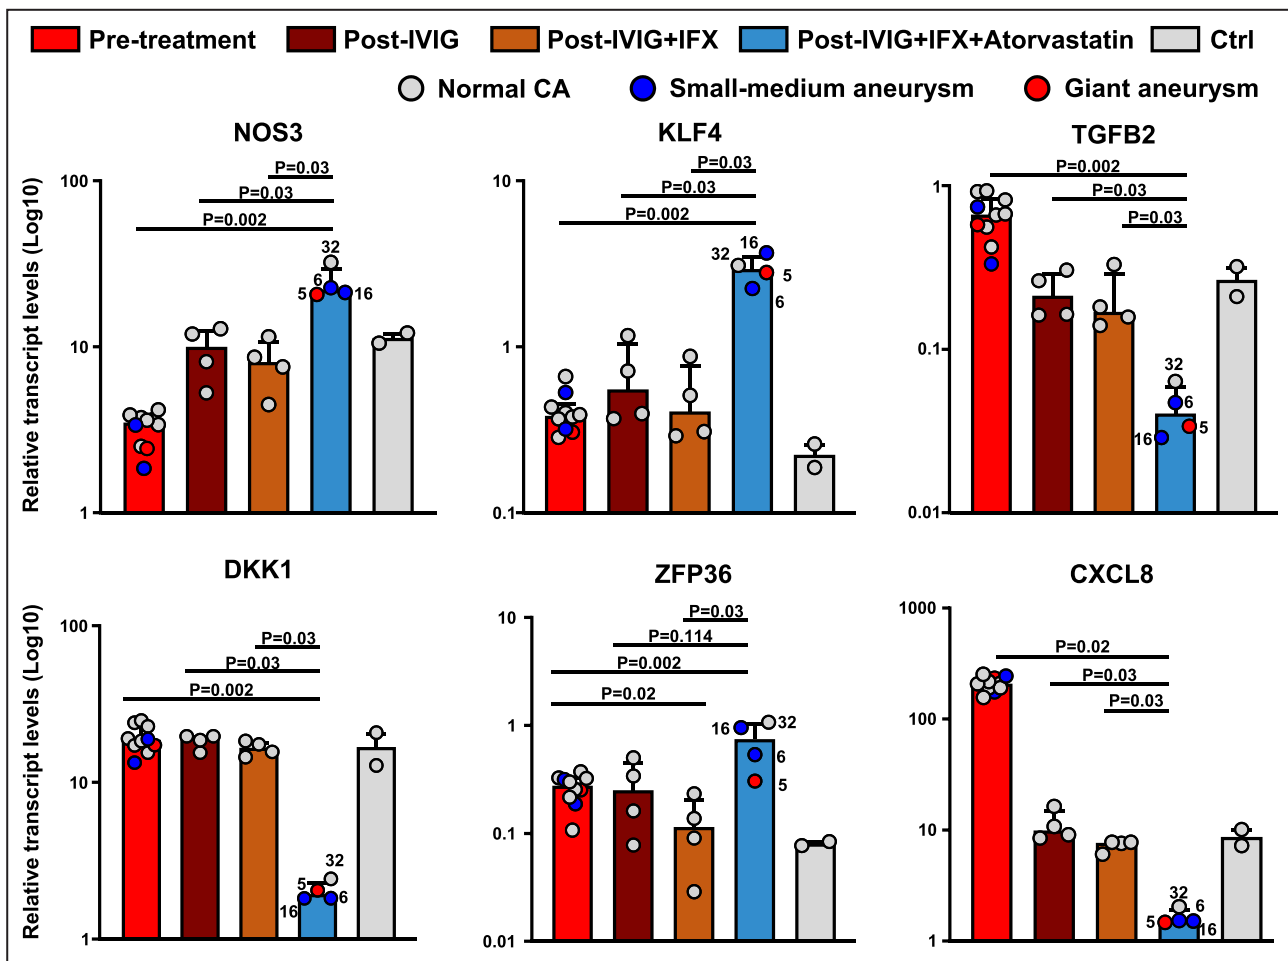 Pre-treatment Post-IVIG Post-IVIG+IFX Post-IVIG+IFX+Atorvastatin Ctrl
Normal CA Small-medium aneurysm Giant aneurysm
NOS3
Relative transcript levels (Log10)
100
10
1
P=0.03
P=0.03
P=0.002
32
6
5
16
KLF4
10
1
0.1
P=0.03
P=0.03
P=0.002
16
32
5
6
TGFB2
1
0.1
0.01
P=0.002
P=0.03
P=0.03
32
6
5
16
DKK1
Relative transcript levels (Log10)
100
10
1
P=0.03
P=0.03
P=0.002
32
5
6
16
ZFP36
10
1
0.1
0.01
P=0.03
P=0.114
P=0.002
P=0.02
32
16
6
5
CXCL8
1000
100
10
1
P=0.02
P=0.03
P=0.03
32
6
5
16